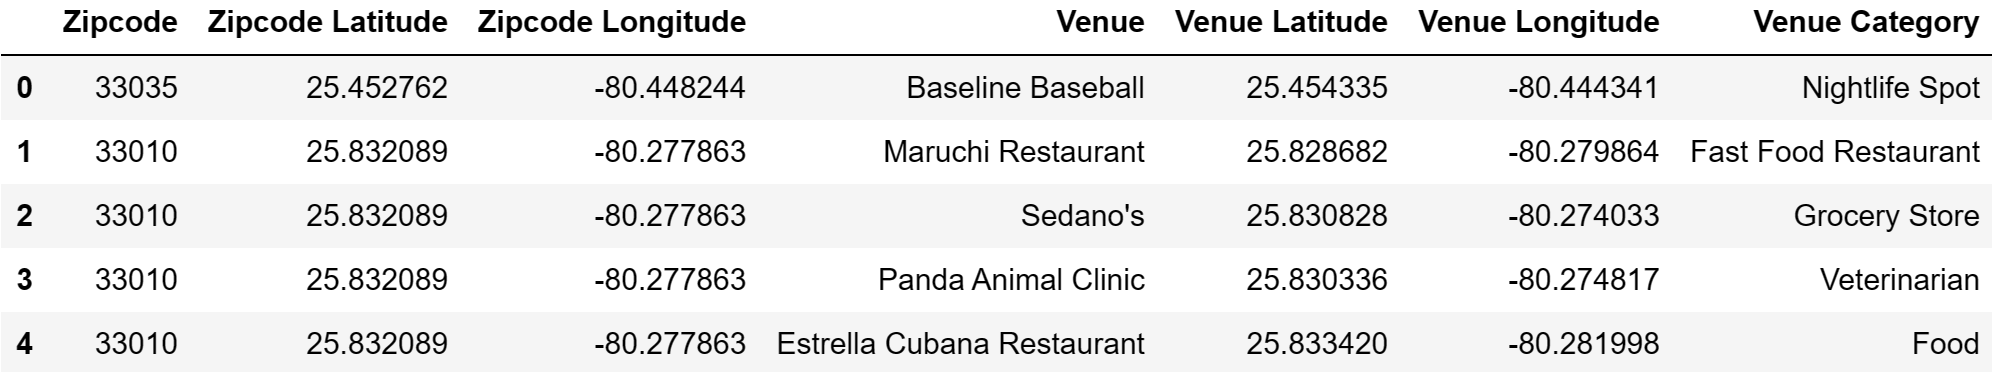 Zipcode Zipcode Latitude Zipcode Longitude Venue Venue Latitude Venue Longitude Venue Category
0 33035 25.452762 -80.448244 Baseline Baseball 25.454335 -80.444341 Nightlife Spot
1 33010 25.832089 -80.277863 Maruchi Restaurant 25.828682 -80.279864 Fast Food Restaurant
2 33010 25.832089 -80.277863 Sedano's 25.830828 -80.274033 Grocery Store
3 33010 25.832089 -80.277863 Panda Animal Clinic 25.830336 -80.274817 Veterinarian
4 33010 25.832089 -80.277863 Estrella Cubana Restaurant 25.833420 -80.281998 Food